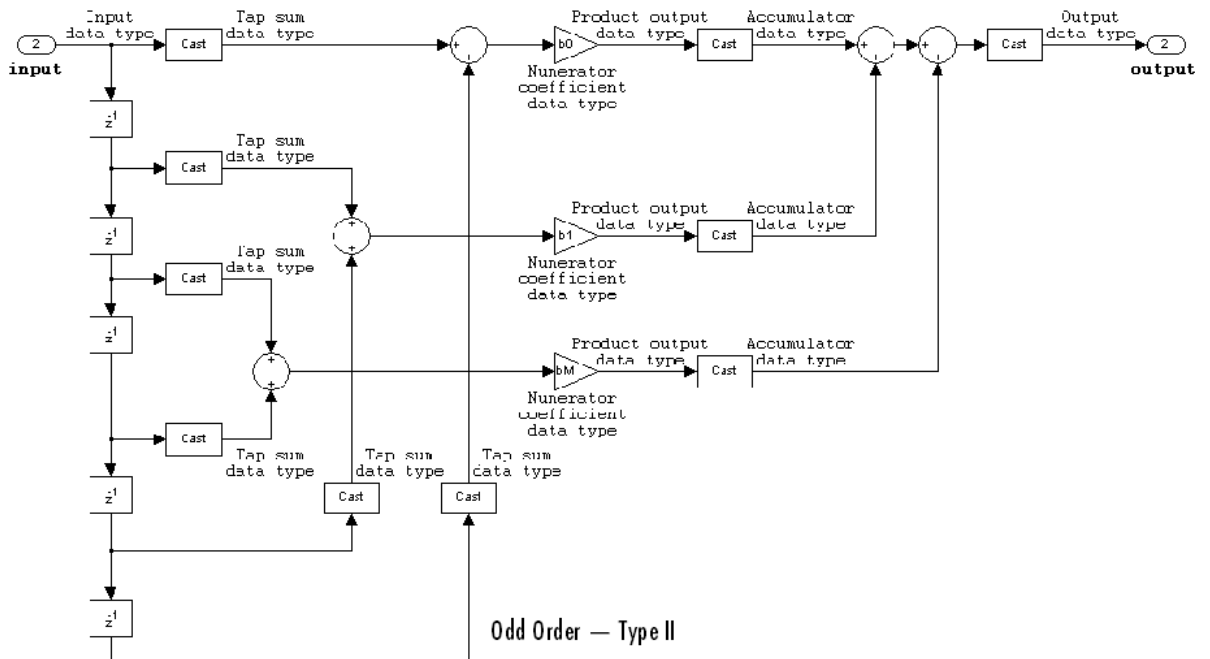 Input
data type
2
input
Cast
Tap sum
data type
+
+
b0
Nunerator
coefficient
data type
Product output
data type
Cast
Accumulator
data type
+
+
+
+
Cast
Output
data type
2
output
z-1
Cast
Tap sum
data type
+
+
z-1
b1
Nunerator
coefficient
data type
Product output
data type
Cast
Accumulator
data type
Cast
Tap sum
data type
z-1
+
+
bM
Nunerator
coefficient
data type
Product output
data type
Cast
Accumulator
data type
Cast
Tap sum
data type
Tap sum
data type
Cast
Tap sum
data type
Cast
z-1
z-1
Odd Order — Type II